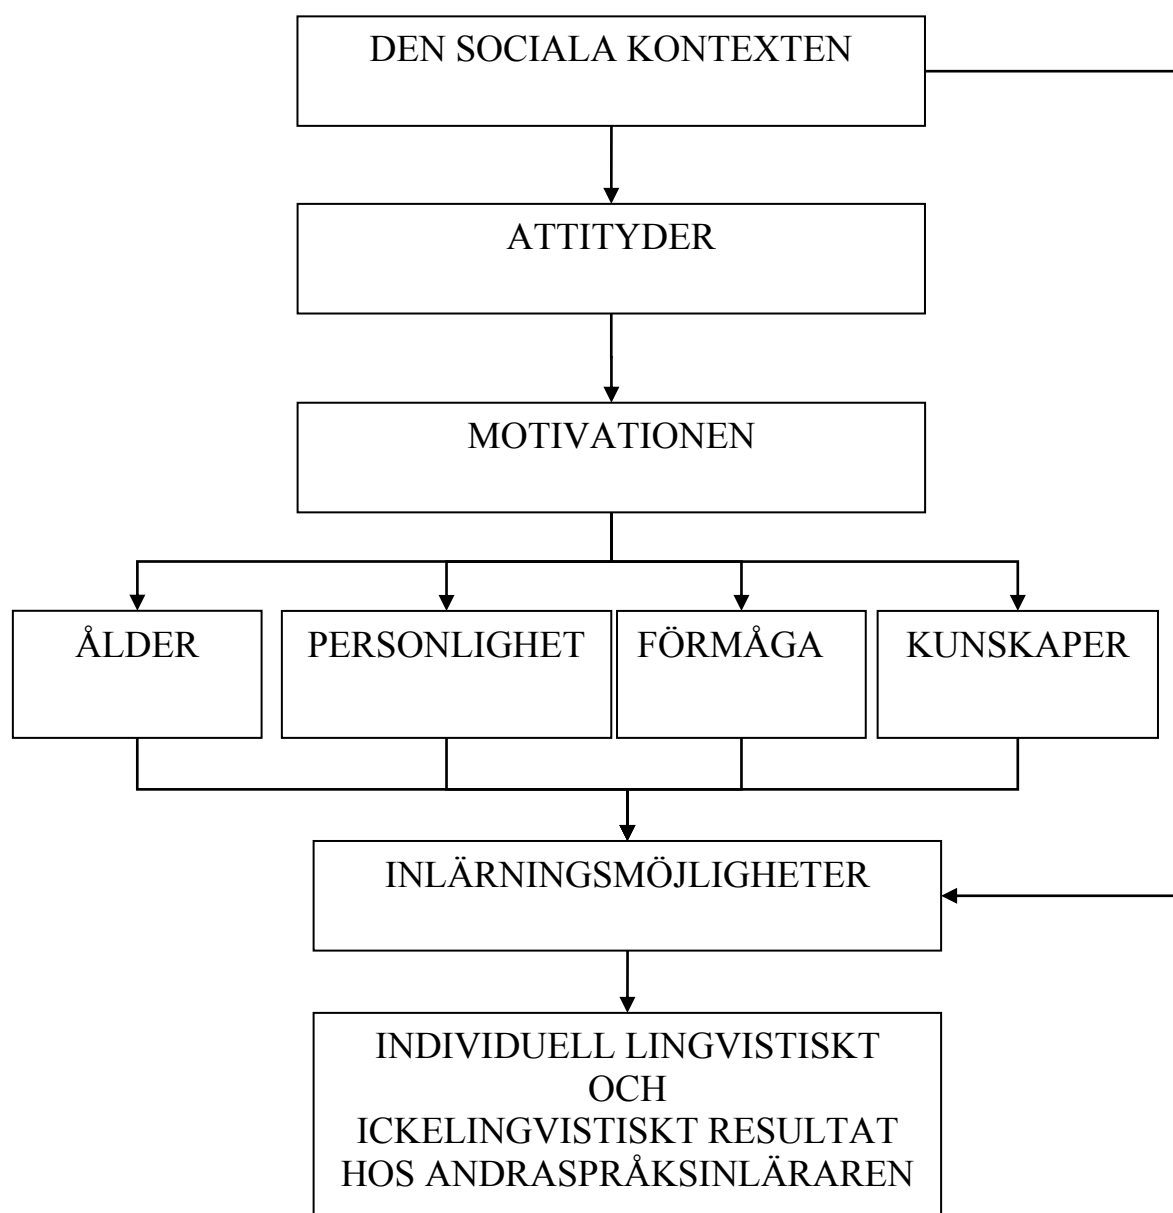 DEN SOCIALA KONTEXTEN
ATTITYDER
MOTIVATIONEN
ÅLDER
PERSONLIGHET
FÖRMÅGA
KUNSKAPER
INLÄRNINGSMÖJLIGHETER
INDIVIDUELL LINGVISTISKT
OCH
ICKELINGVISTISKT RESULTAT
HOS ANDRASPRÅKSINLÄRAREN